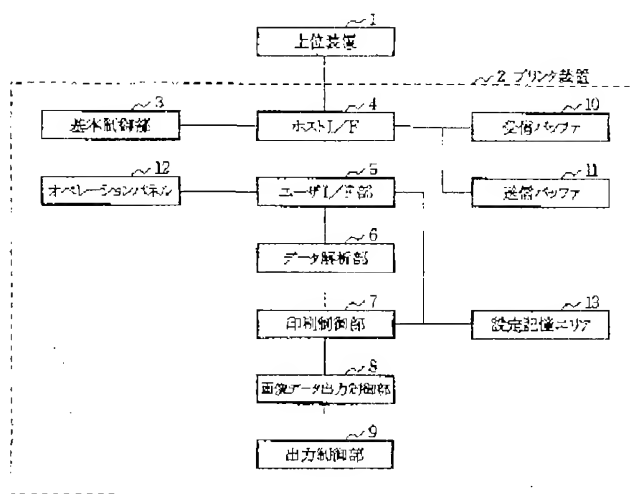 1
上位装置
2 プリンタ装置
3
基本制御部
4
ホストI/F
10
受信バッファ
12
オペレーションパネル
5
ユーザI/F部
11
送信バッファ
6
データ解析部
7
印刷制御部
13
設定記憶エリア
8
画像データ出力制御部
9
出力制御部